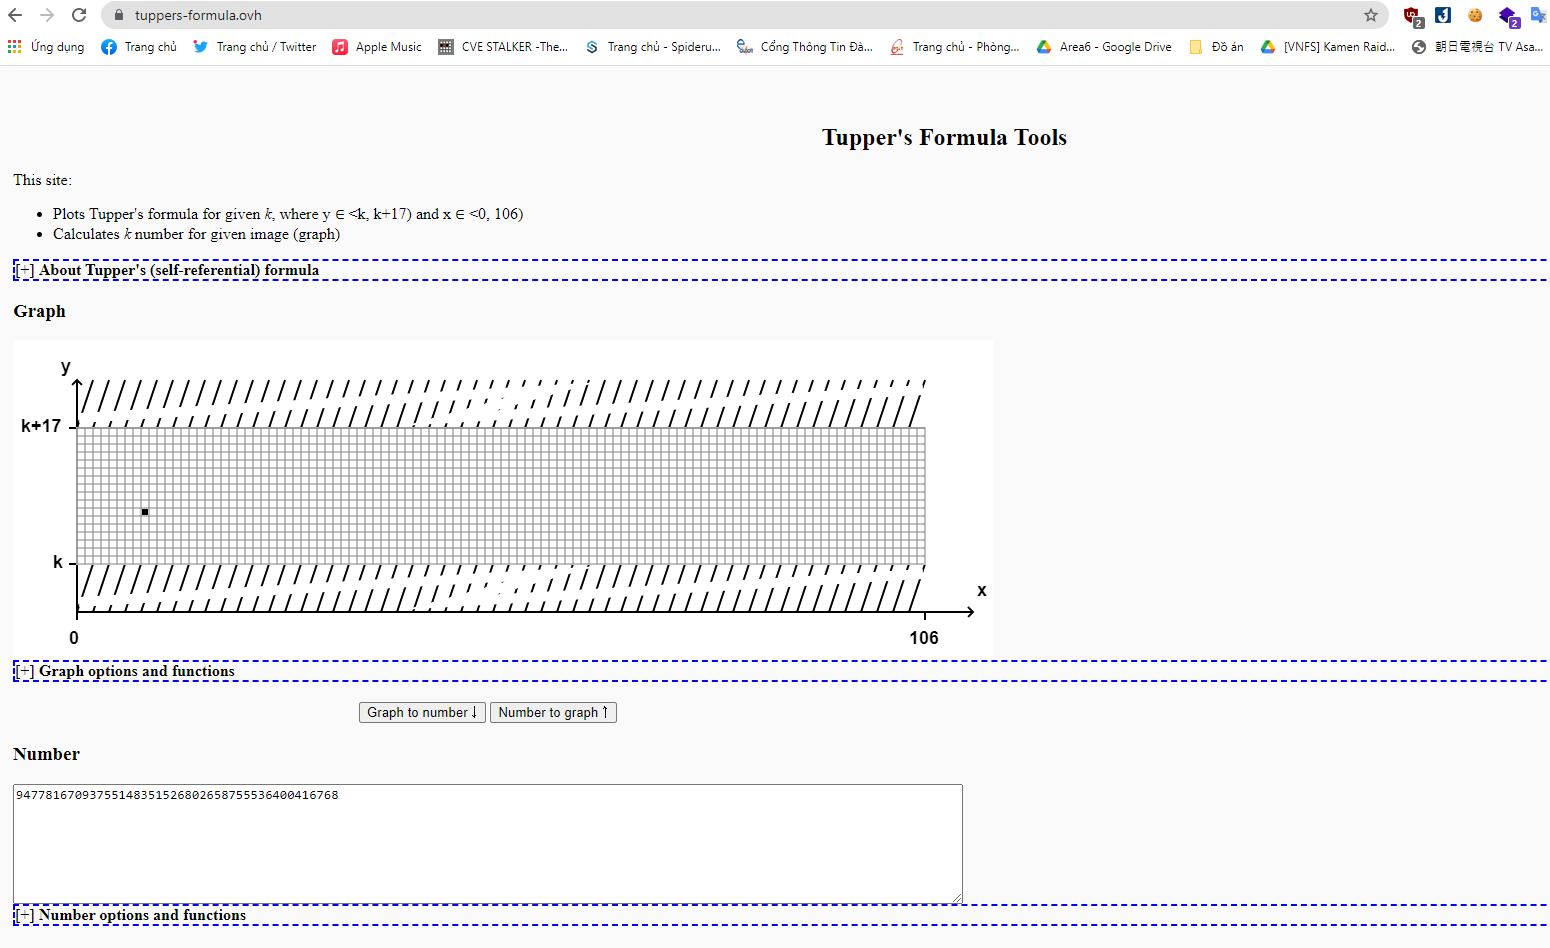 tuppers-formula.ovh
2
2
Ứng dụng
Trang chủ
Trang chủ / Twitter
Apple Music
CVE STALKER -The...
Trang chủ - Spideru...
Cổng Thông Tin Đà...
Trang chủ - Phòng...
Area6 - Google Drive
Đồ án
[VNFS] Kamen Raid...
朝日電視台 TV Asa...
Tupper's Formula Tools
This site:
• Plots Tupper's formula for given k, where y ∈ <k, k+17) and x ∈ <0, 106)
• Calculates k number for given image (graph)
[+] About Tupper's (self-referential) formula
Graph
y
k+17
k
x
0
106
[+] Graph options and functions
Graph to number ↓
Number to graph ↑
Number
94778167093755148351526802658755536400416768
[+] Number options and functions